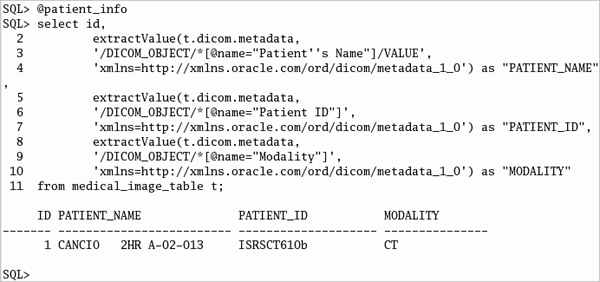 SQL> @patient_info
SQL> select id,
  2         extractValue(t.dicom.metadata,
  3         '/DICOM_OBJECT/*[@name="Patient''s Name"]/VALUE',
  4         'xmlns=http://xmlns.oracle.com/ord/dicom/metadata_1_0') as "PATIENT_NAME"
,
  5         extractValue(t.dicom.metadata,
  6         '/DICOM_OBJECT/*[@name="Patient ID"]',
  7         'xmlns=http://xmlns.oracle.com/ord/dicom/metadata_1_0') as "PATIENT_ID",
  8         extractValue(t.dicom.metadata,
  9         '/DICOM_OBJECT/*[@name="Modality"]',
 10         'xmlns=http://xmlns.oracle.com/ord/dicom/metadata_1_0') as "MODALITY"
 11  from medical_image_table t;
     ID PATIENT_NAME              PATIENT_ID           MODALITY
------- ------------------------- -------------------- ---------------
      1 CANCIO   2HR A-02-013     ISRSCT610b           CT
SQL>